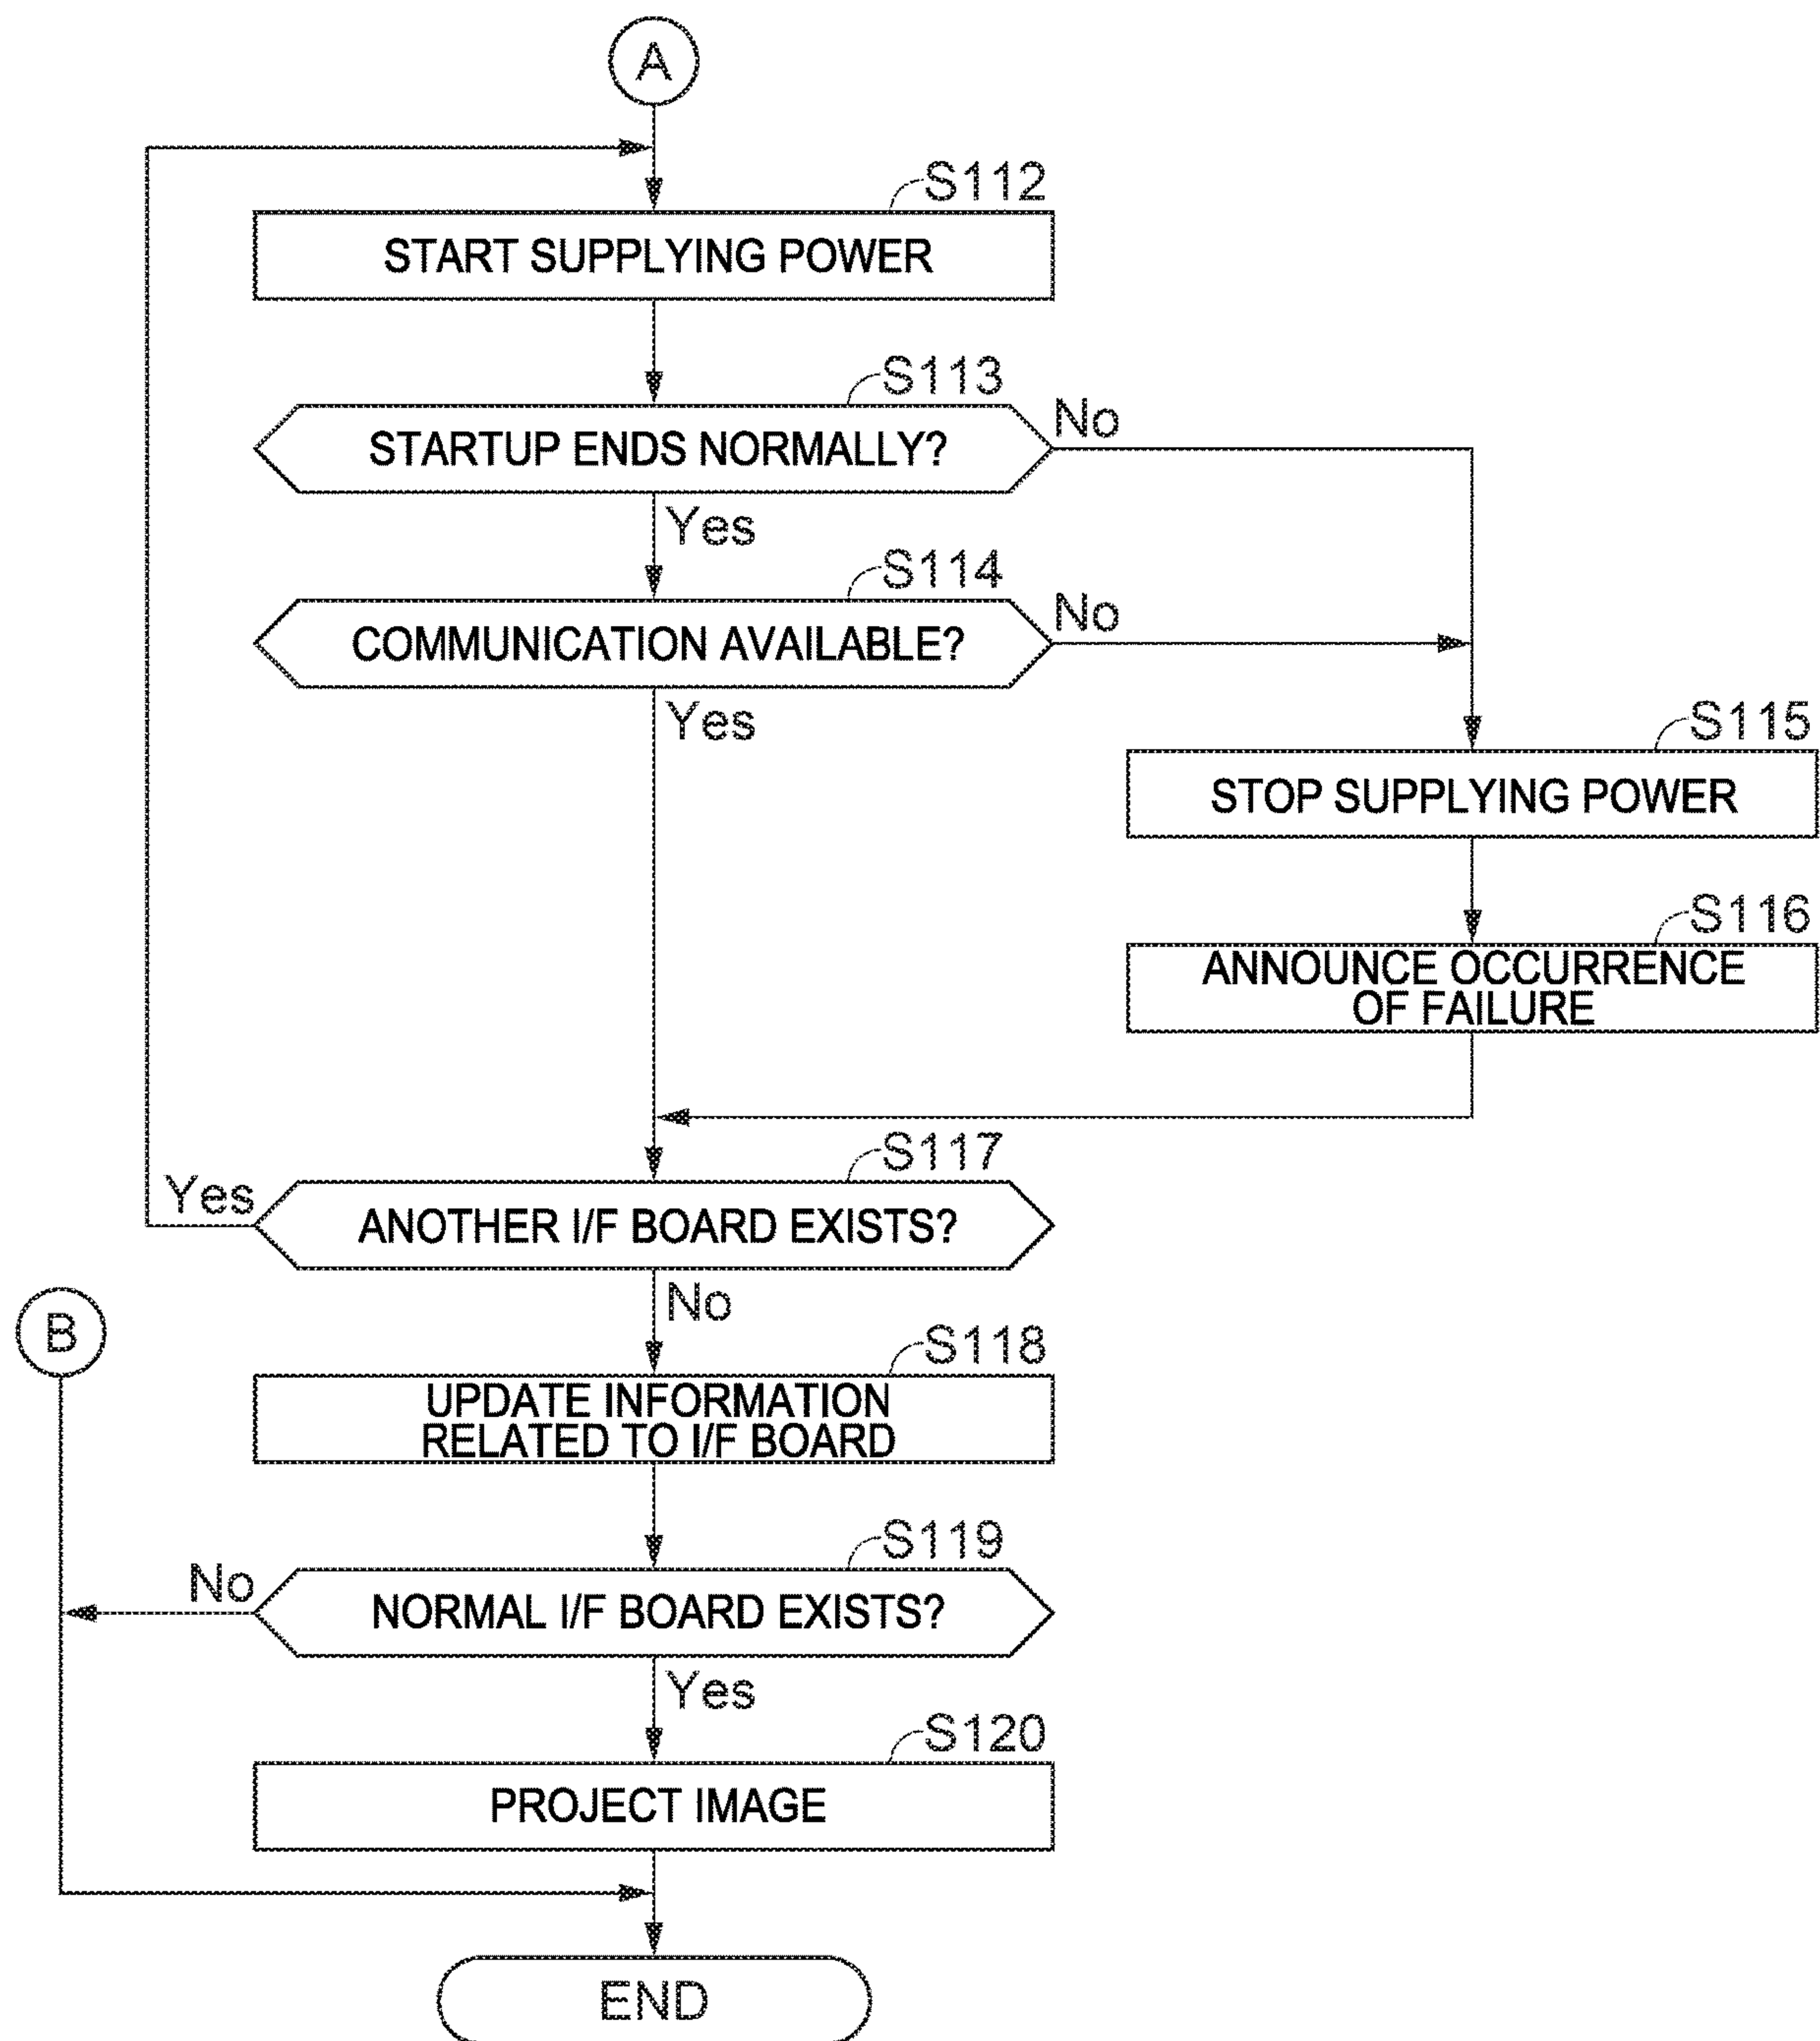 A
S112
START SUPPLYING POWER
S113
STARTUP ENDS NORMALLY?
No
Yes
S114
COMMUNICATION AVAILABLE?
No
Yes
S115
STOP SUPPLYING POWER
S116
ANNOUNCE OCCURRENCE
OF FAILURE
S117
Yes
ANOTHER I/F BOARD EXISTS?
No
B
S118
UPDATE INFORMATION
RELATED TO I/F BOARD
S119
No
NORMAL I/F BOARD EXISTS?
Yes
S120
PROJECT IMAGE
END